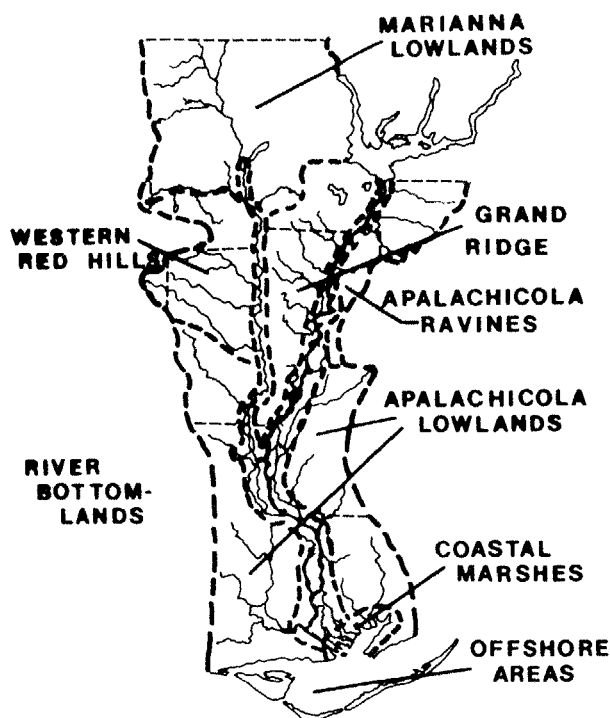 MARIANNA
LOWLANDS
WESTERN
RED HILLS
GRAND
RIDGE
APALACHICOLA
RAVINES
APALACHICOLA
LOWLANDS
RIVER
BOTTOM-
LANDS
COASTAL
MARSHES
OFFSHORE
AREAS